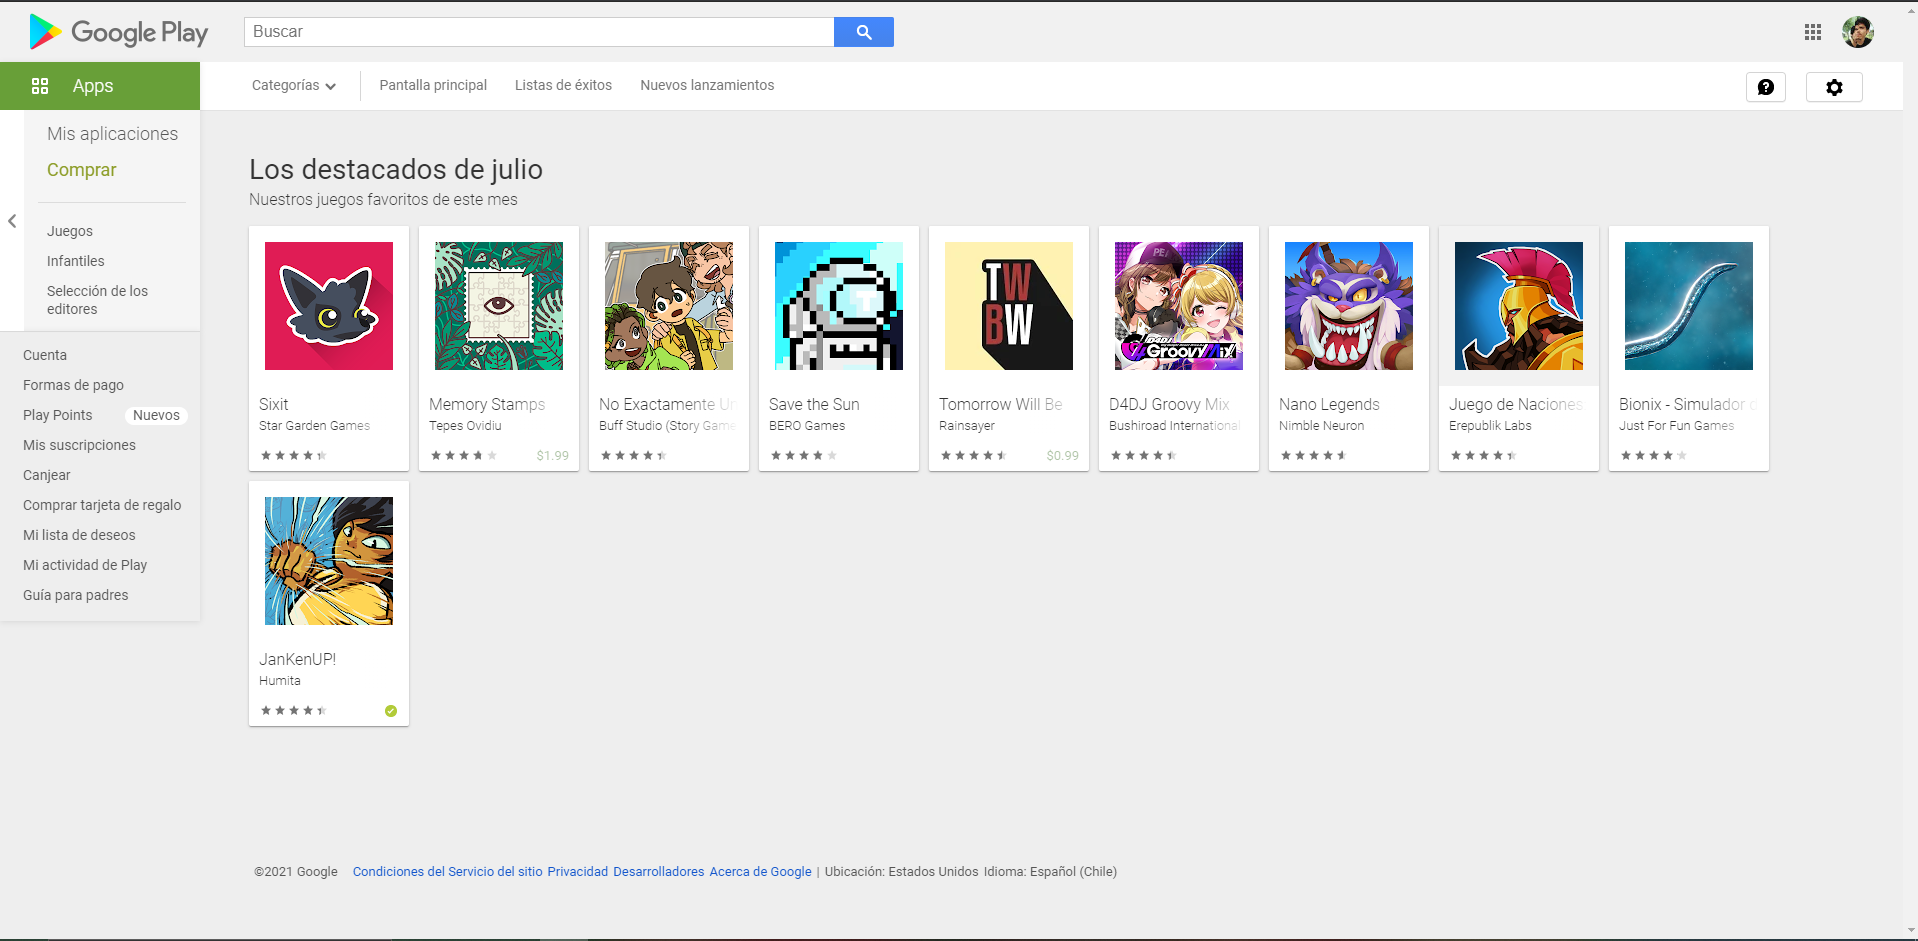 Google Play
Buscar
Apps
Categorías
Pantalla principal
Listas de éxitos
Nuevos lanzamientos
Mis aplicaciones
Comprar
Juegos
Infantiles
Selección de los
editores
Cuenta
Formas de pago
Play Points
Nuevos
Mis suscripciones
Canjear
Comprar tarjeta de regalo
Mi lista de deseos
Mi actividad de Play
Guía para padres
Los destacados de julio
Nuestros juegos favoritos de este mes
Sixit
Star Garden Games
Memory Stamps
Tepes Ovidiu
$1.99
No Exactamente
Buff Studio (Story Game
Save the Sun
BERO Games
TW
BW
Tomorrow Will Be
Rainsayer
$0.99
D4DJ
Groovy Mix
D4DJ Groovy Mix
Bushiroad International
Nano Legends
Nimble Neuron
Juego de Naciones
Erepublik Labs
Bionix - Simulador
Just For Fun Games
JanKenUP!
Humita
©2021 Google
Condiciones del Servicio del sitio
Privacidad
Desarrolladores
Acerca de Google
| Ubicación: Estados Unidos
Idioma: Español (Chile)